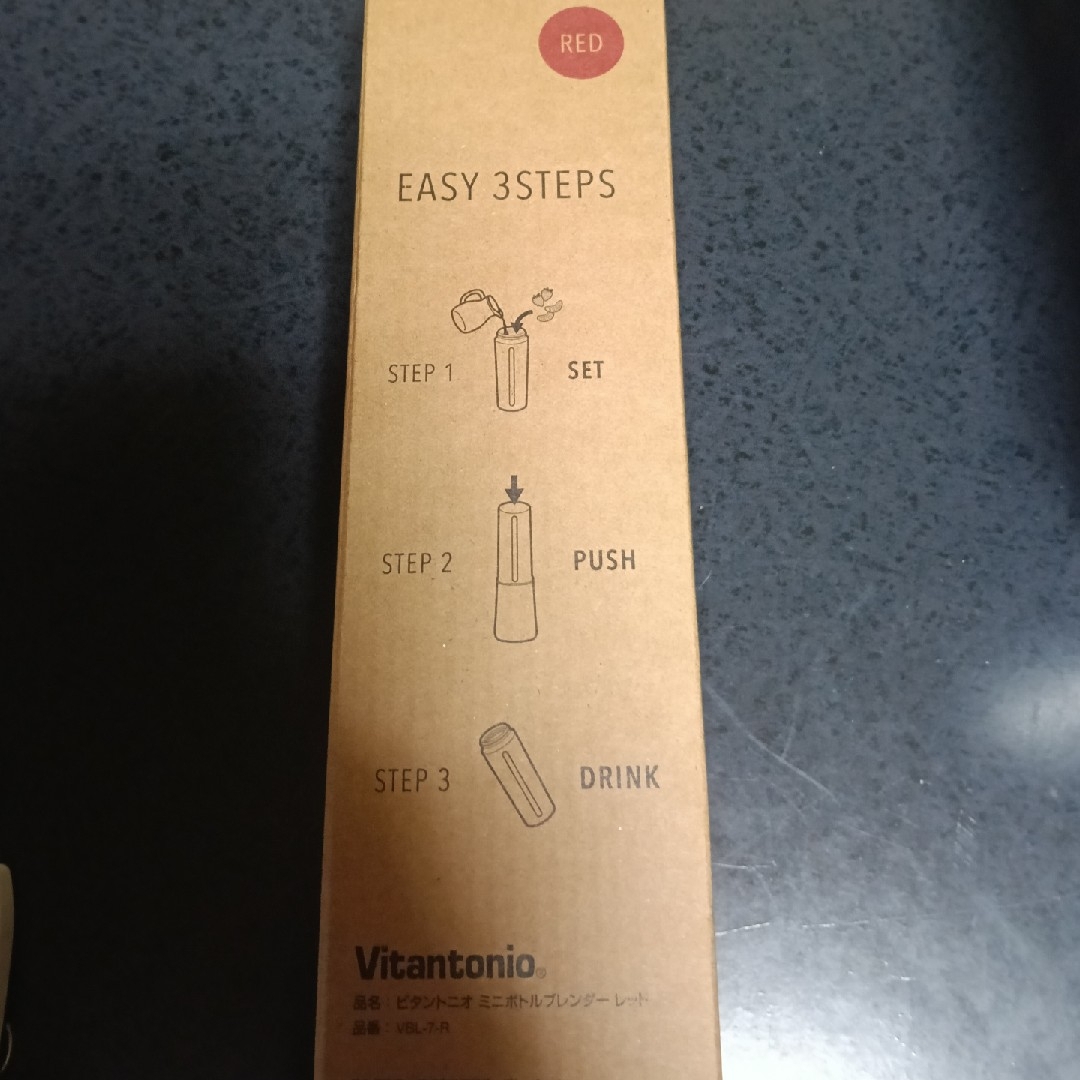 RED
EASY 3STEPS
STEP 1 SET
STEP 2 PUSH
STEP 3 DRINK
Vitantonio®
品名：ビタントニオ ミニボトルブレンダー レッド
品番：VBL-7-R